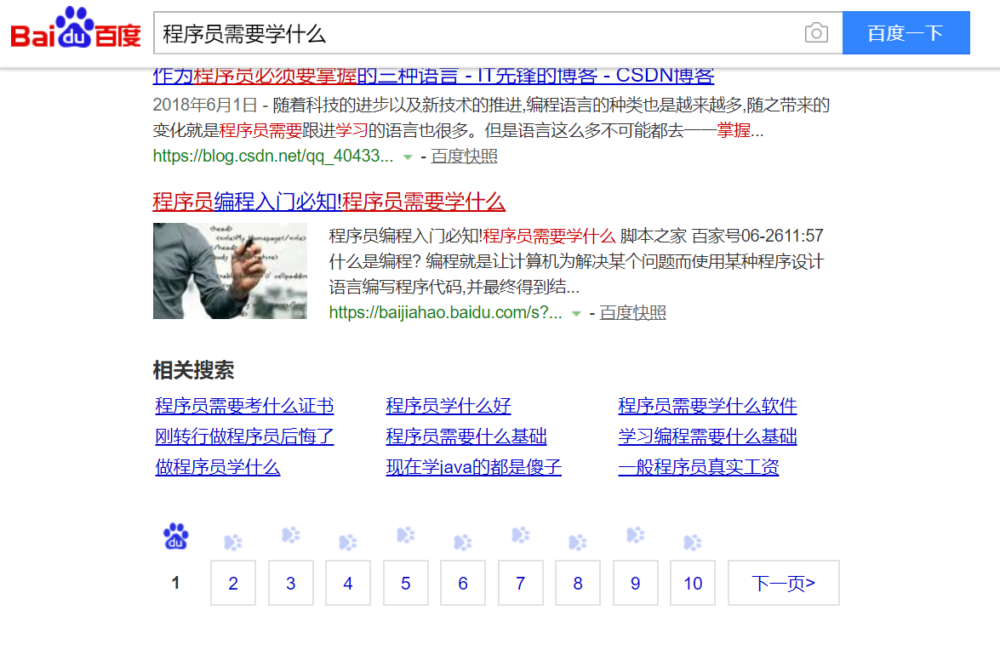 Bai du 百度
程序员需要学什么
百度一下
作为程序员必须要掌握的三种语言 - IT先锋的博客 - CSDN博客
2018年6月1日 - 随着科技的进步以及新技术的推进,编程语言的种类也是越来越多,随之带来的
变化就是程序员需要跟进学习的语言也很多。但是语言这么多不可能都去一一掌握...
https://blog.csdn.net/qq_40433... - 百度快照
程序员编程入门必知!程序员需要学什么
<head>
程序员编程入门必知!程序员需要学什么 脚本之家 百家号06-2611:57
什么是编程? 编程就是让计算机为解决某个问题而使用某种程序设计
语言编写程序代码,并最终得到结...
https://baijiahao.baidu.com/s?... - 百度快照
相关搜索
程序员需要考什么证书 程序员学什么好 程序员需要学什么软件
刚转行做程序员后悔了 程序员需要什么基础 学习编程需要什么基础
做程序员学什么 现在学java的都是傻子 一般程序员真实工资
du
1 2 3 4 5 6 7 8 9 10 下一页>